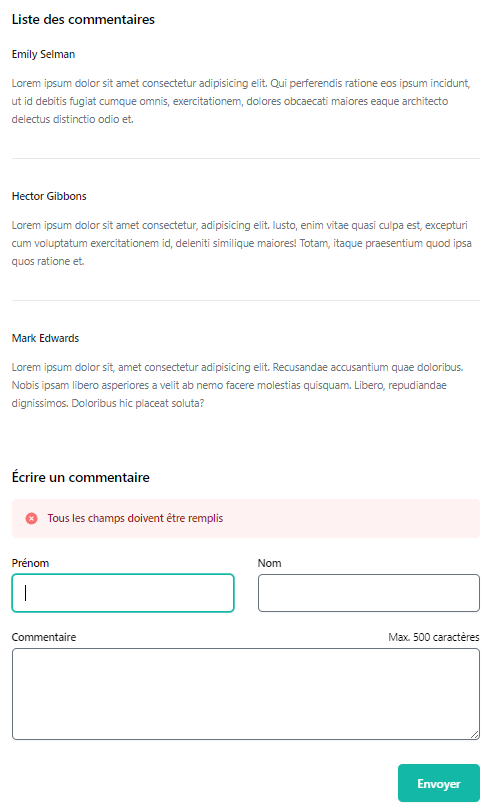 Liste des commentaires
Emily Selman
Lorem ipsum dolor sit amet consectetur adipisicing elit. Qui perferendis ratione eos ipsum incidunt,
ut id debitis fugiat cumque omnis, exercitationem, dolores obcaecati maiores eaque architecto
delectus distinctio odio et.
Hector Gibbons
Lorem ipsum dolor sit amet consectetur, adipisicing elit. Iusto, enim vitae quasi culpa est, excepturi
cum voluptatum exercitationem id, deleniti similique maiores! Totam, itaque praesentium quod ipsa
quos ratione et.
Mark Edwards
Lorem ipsum dolor sit, amet consectetur adipisicing elit. Recusandae accusantium quae doloribus.
Nobis ipsam libero asperiores a velit ab nemo facere molestias quisquam. Libero, repudiandae
dignissimos. Doloribus hic placeat soluta?
Écrire un commentaire
Tous les champs doivent être remplis
Prénom
Nom
Commentaire
Max. 500 caractères
Envoyer